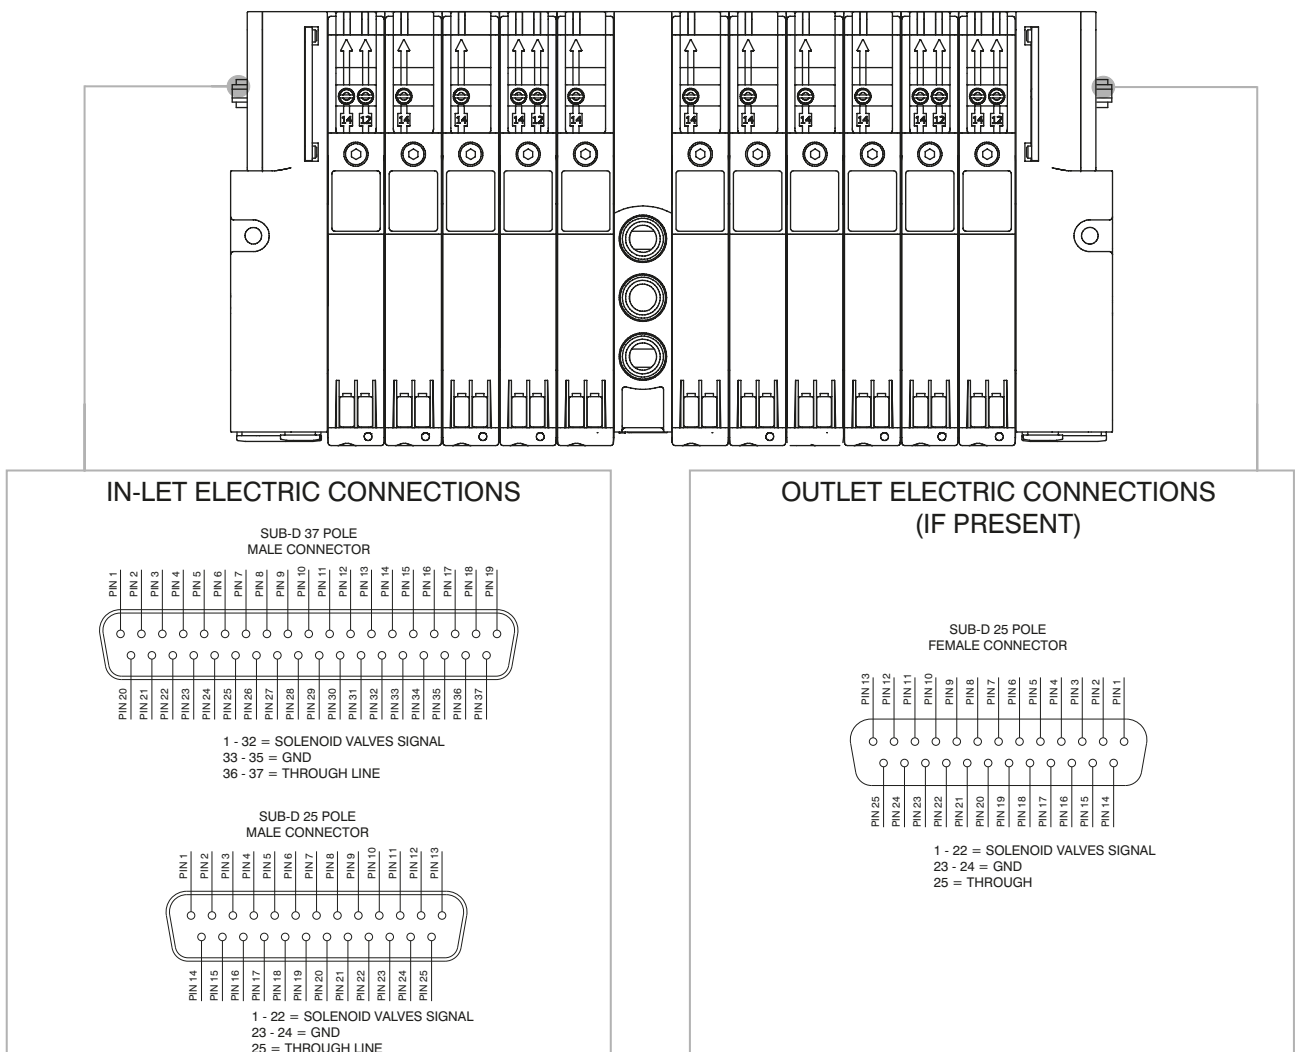 14 12 14 14 14 12 14 14 14 14 14 14 12 14 12
IN-LET ELECTRIC CONNECTIONS
SUB-D 37 POLE
MALE CONNECTOR
PIN 1 PIN 2 PIN 3 PIN 4 PIN 5 PIN 6 PIN 7 PIN 8 PIN 9 PIN 10 PIN 11 PIN 12 PIN 13 PIN 14 PIN 15 PIN 16 PIN 17 PIN 18 PIN 19
PIN 20 PIN 21 PIN 22 PIN 23 PIN 24 PIN 25 PIN 26 PIN 27 PIN 28 PIN 29 PIN 30 PIN 31 PIN 32 PIN 33 PIN 34 PIN 35 PIN 36 PIN 37
1 - 32 = SOLENOID VALVES SIGNAL
33 - 35 = GND
36 - 37 = THROUGH LINE
SUB-D 25 POLE
MALE CONNECTOR
PIN 1 PIN 2 PIN 3 PIN 4 PIN 5 PIN 6 PIN 7 PIN 8 PIN 9 PIN 10 PIN 11 PIN 12 PIN 13
PIN 14 PIN 15 PIN 16 PIN 17 PIN 18 PIN 19 PIN 20 PIN 21 PIN 22 PIN 23 PIN 24 PIN 25
1 - 22 = SOLENOID VALVES SIGNAL
23 - 24 = GND
25 = THROUGH LINE
OUTLET ELECTRIC CONNECTIONS
(IF PRESENT)
SUB-D 25 POLE
FEMALE CONNECTOR
PIN 13 PIN 12 PIN 11 PIN 10 PIN 9 PIN 8 PIN 7 PIN 6 PIN 5 PIN 4 PIN 3 PIN 2 PIN 1
PIN 25 PIN 24 PIN 23 PIN 22 PIN 21 PIN 20 PIN 19 PIN 18 PIN 17 PIN 16 PIN 15 PIN 14
1 - 22 = SOLENOID VALVES SIGNAL
23 - 24 = GND
25 = THROUGH